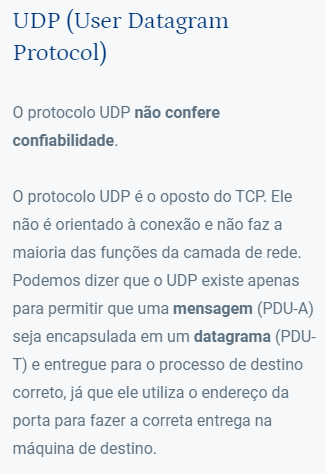 UDP (User Datagram
Protocol)
O protocolo UDP não confere
confiabilidade.
O protocolo UDP é o oposto do TCP. Ele
não é orientado à conexão e não faz a
maioria das funções da camada de rede.
Podemos dizer que o UDP existe apenas
para permitir que uma mensagem (PDU-A)
seja encapsulada em um datagrama (PDU-
T) e entregue para o processo de destino
correto, já que ele utiliza o endereço da
porta para fazer a correta entrega na
máquina de destino.